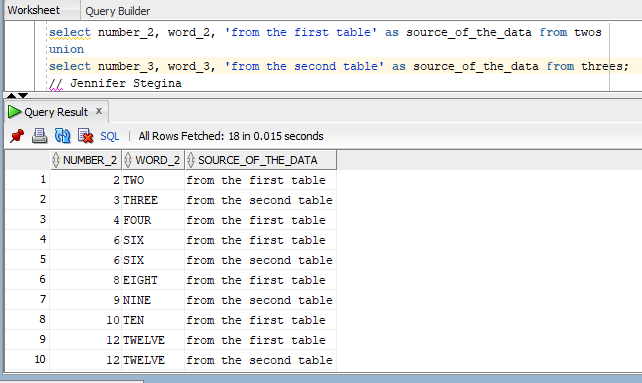 Worksheet Query Builder
select number_2, word_2, 'from the first table' as source_of_the_data from twos
union
select number_3, word_3, 'from the second table' as source_of_the_data from threes;
// Jennifer Stegina
Query Result x
SQL | All Rows Fetched: 18 in 0.015 seconds
NUMBER_2 WORD_2 SOURCE_OF_THE_DATA
1 2 TWO from the first table
2 3 THREE from the second table
3 4 FOUR from the first table
4 6 SIX from the first table
5 6 SIX from the second table
6 8 EIGHT from the first table
7 9 NINE from the second table
8 10 TEN from the first table
9 12 TWELVE from the first table
10 12 TWELVE from the second table